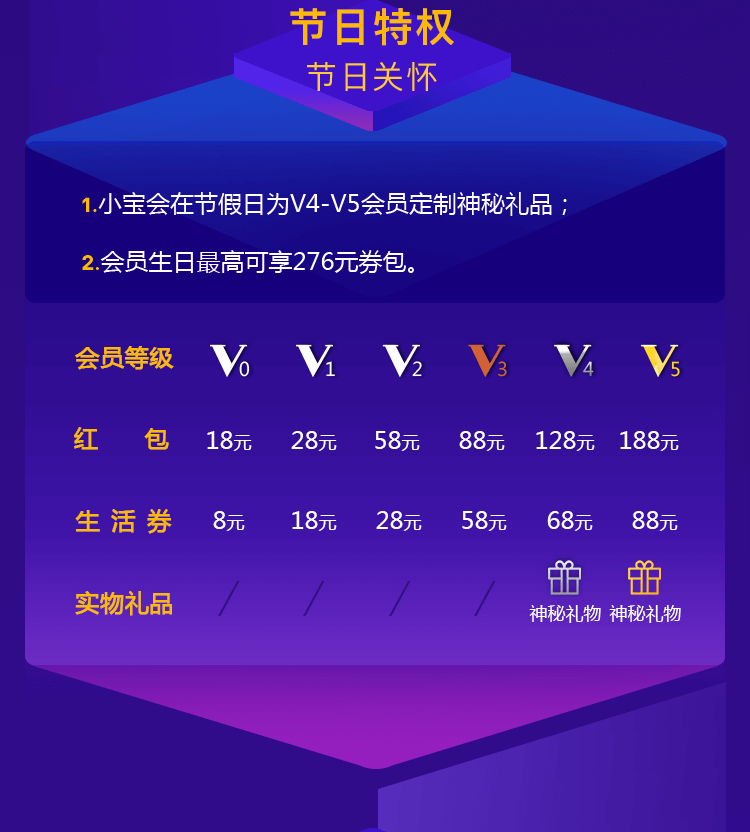 节日特权
节日关怀
1.小宝会在节假日为V4-V5会员定制神秘礼品；
2.会员生日最高可享276元券包。
会员等级 V0 V1 V2 V3 V4 V5
红 包 18元 28元 58元 88元 128元 188元
生 活 券 8元 18元 28元 58元 68元 88元
实物礼品 / / / / 神秘礼物 神秘礼物